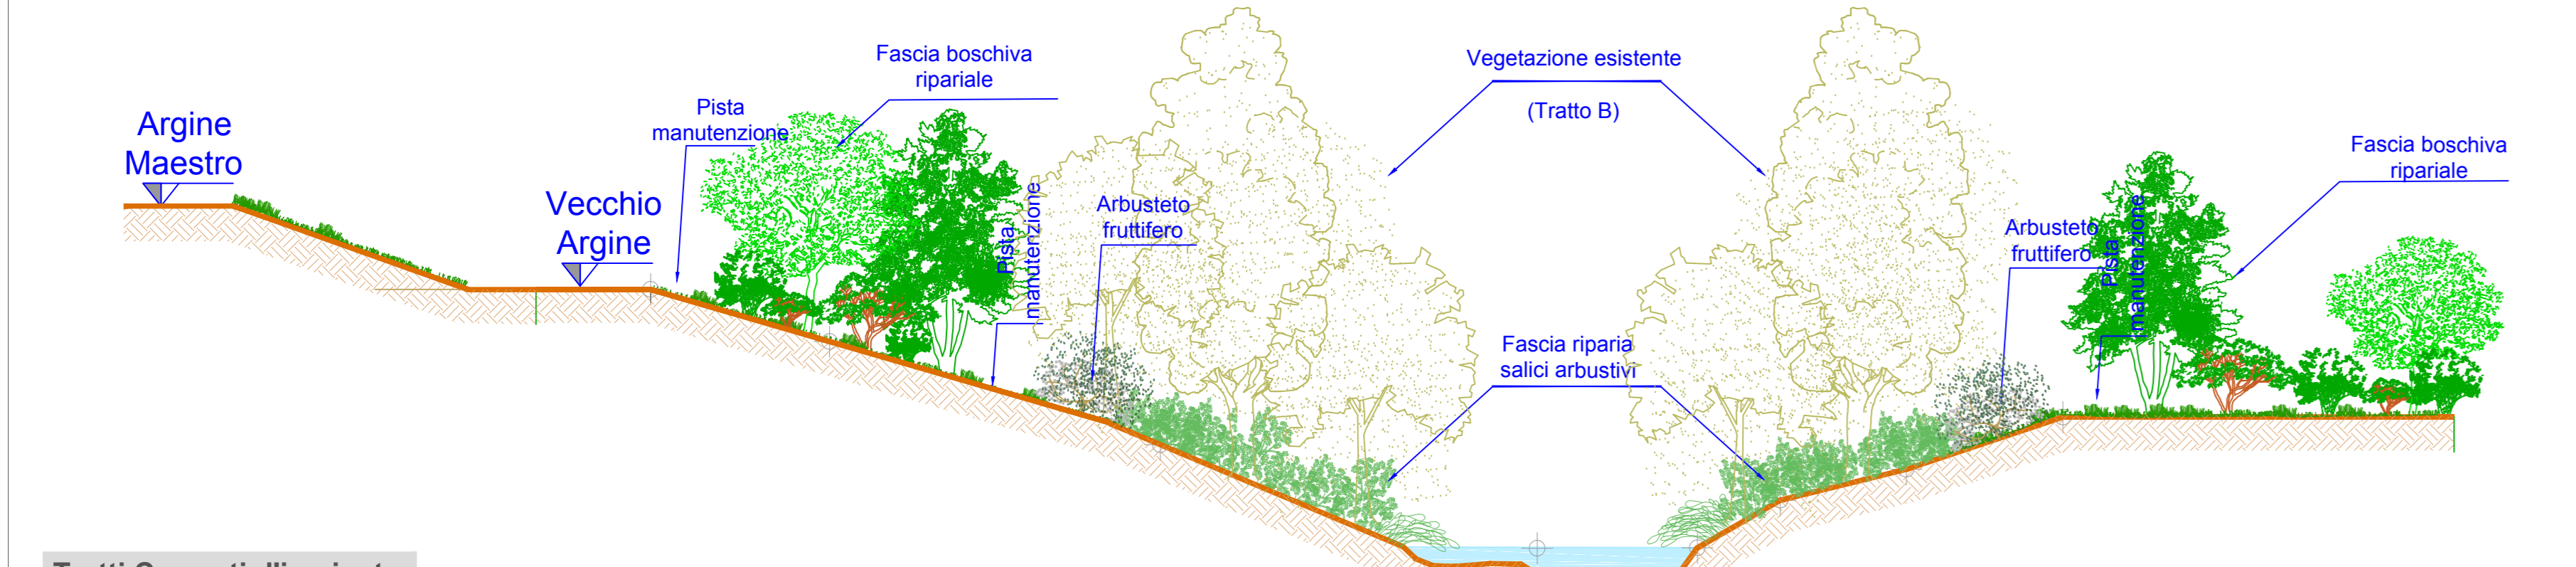 Argine
Maestro
Vecchio
Argine
Pista
manutenzione
Fascia boschiva
ripariale
Pista
manutenzione
Arbusteto
fruttifero
Vegetazione esistente
(Tratto B)
Fascia riparia
salici arbustivi
Arbusteto
fruttifero
Pista
manutenzione
Fascia boschiva
ripariale